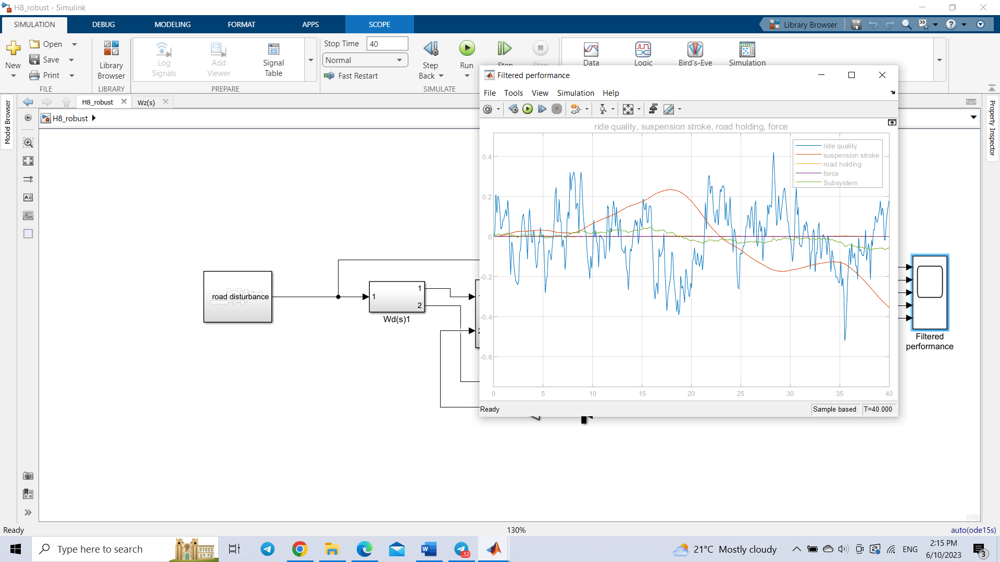 H8_robust - Simulink
SIMULATION DEBUG MODELING FORMAT APPS SCOPE
Library Browser
New
Open
Save
Print
FILE
Library
Browser
LIBRARY
Log
Signals
Add
Viewer
Signal
Table
PREPARE
Stop Time 40
Normal
Fast Restart
Step
Back
Run
Step
Stop
SIMULATE
Data
Logic
Bird's-Eye
Simulation
Model Browser
H8_robust
Wz(s)
H8_robust
Property Inspector
road disturbance
1
1
2
Wd(s)1
Filtered performance
File Tools View Simulation Help
ride quality, suspension stroke, road holding, force
ride quality
suspension stroke
road holding
force
Subsystem
0.4
0.2
0
-0.2
-0.4
-0.6
0 5 10 15 20 25 30 35 40
Ready
Sample based T=40.000
Filtered
performance
Ready
130%
auto(ode15s)
Type here to search
..52
21°C Mostly cloudy
ENG
2:15 PM
6/10/2023
3